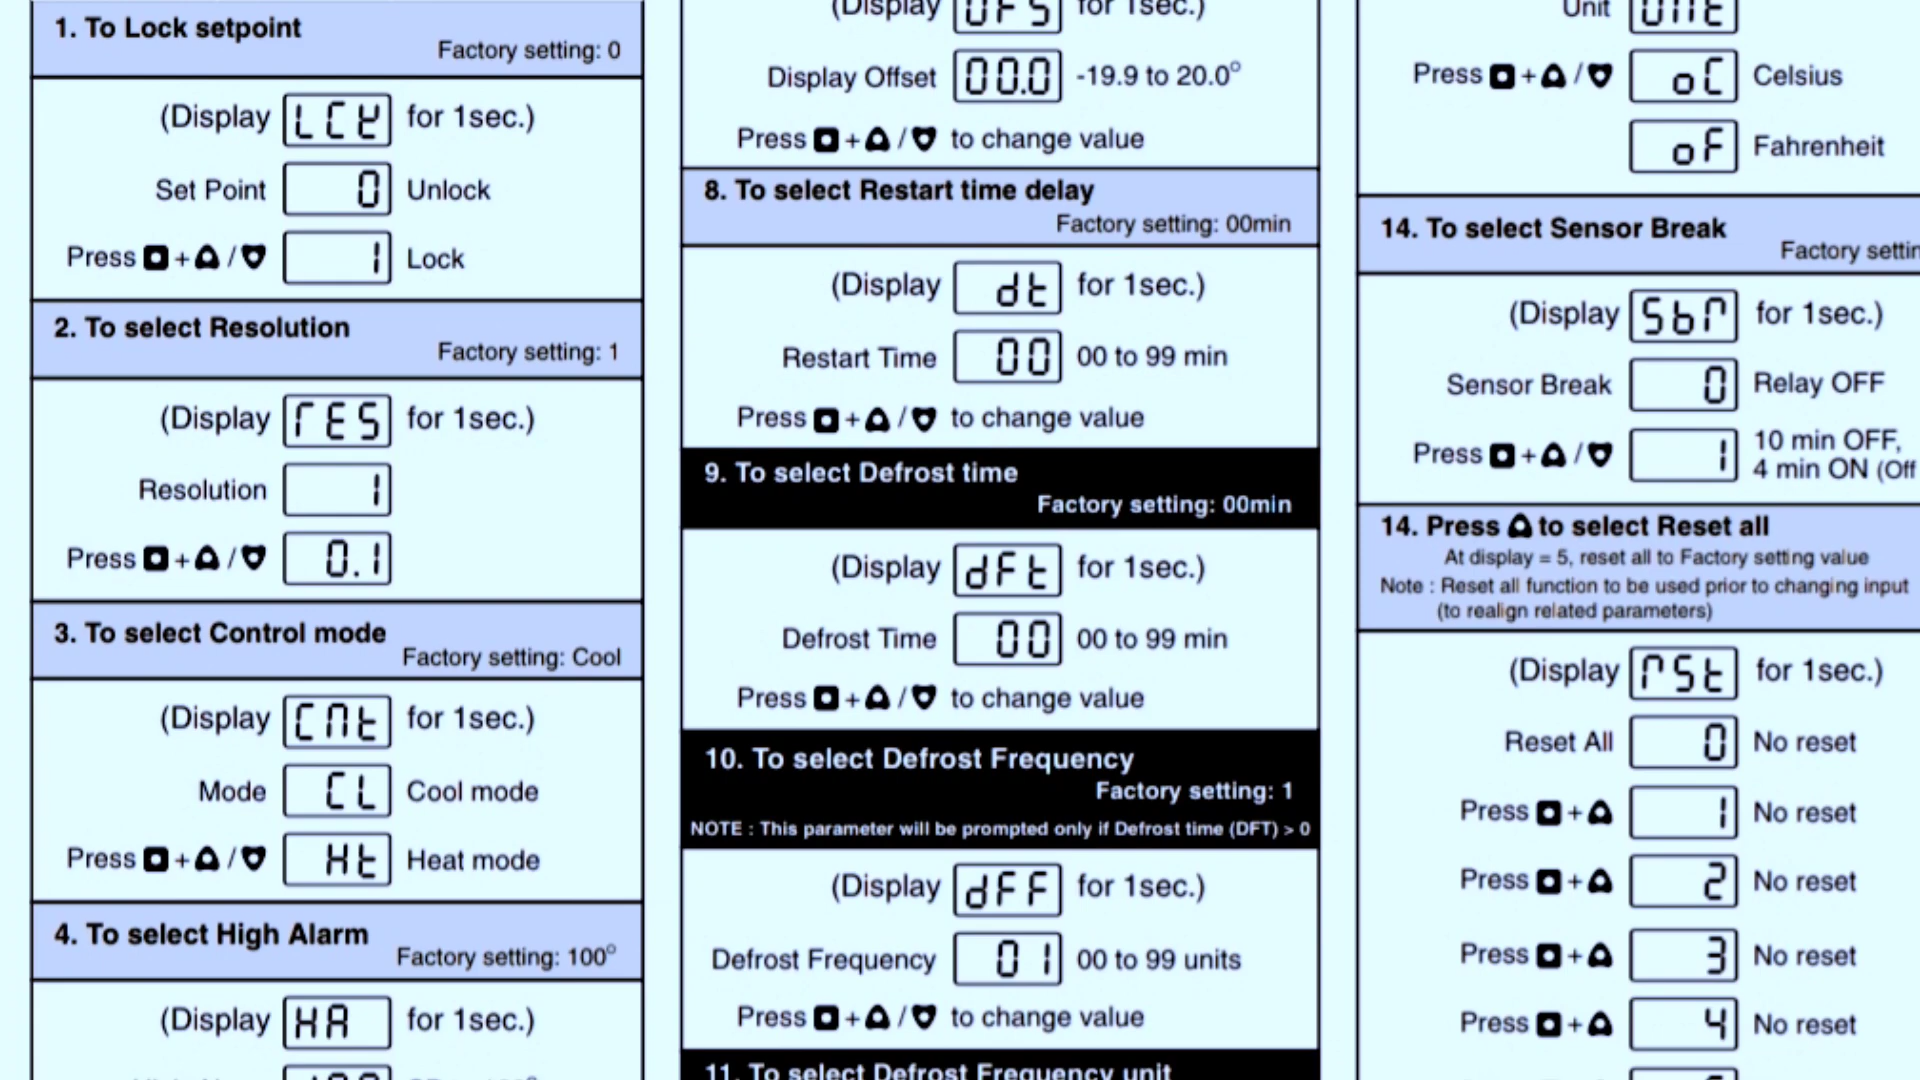 1. To Lock setpoint
Factory setting: 0
(Display LCK for 1sec.)
Set Point 0 Unlock
Press + / 1 Lock
2. To select Resolution
Factory setting: 1
(Display rES for 1sec.)
Resolution 1
Press + / 0.1
3. To select Control mode
Factory setting: Cool
(Display Cnt for 1sec.)
Mode CL Cool mode
Press + / Ht Heat mode
4. To select High Alarm
Factory setting: 100°
(Display HA for 1sec.)
(Display OFS for 1sec.)
Display Offset 00.0 -19.9 to 20.0°
Press + / to change value
8. To select Restart time delay
Factory setting: 00min
(Display dt for 1sec.)
Restart Time 00 00 to 99 min
Press + / to change value
9. To select Defrost time
Factory setting: 00min
(Display dFt for 1sec.)
Defrost Time 00 00 to 99 min
Press + / to change value
10. To select Defrost Frequency
Factory setting: 1
NOTE : This parameter will be prompted only if Defrost time (DFT) > 0
(Display dFF for 1sec.)
Defrost Frequency 01 00 to 99 units
Press + / to change value
11. To select Defrost Frequency unit
Unit
Press + / oC Celsius
oF Fahrenheit
14. To select Sensor Break
Factory settin
(Display Sbr for 1sec.)
Sensor Break 0 Relay OFF
Press + / 1 10 min OFF,
4 min ON (Off
14. Press to select Reset all
At display = 5, reset all to Factory setting value
Note : Reset all function to be used prior to changing input
(to realign related parameters)
(Display rSt for 1sec.)
Reset All 0 No reset
Press + 1 No reset
Press + 2 No reset
Press + 3 No reset
Press + 4 No reset